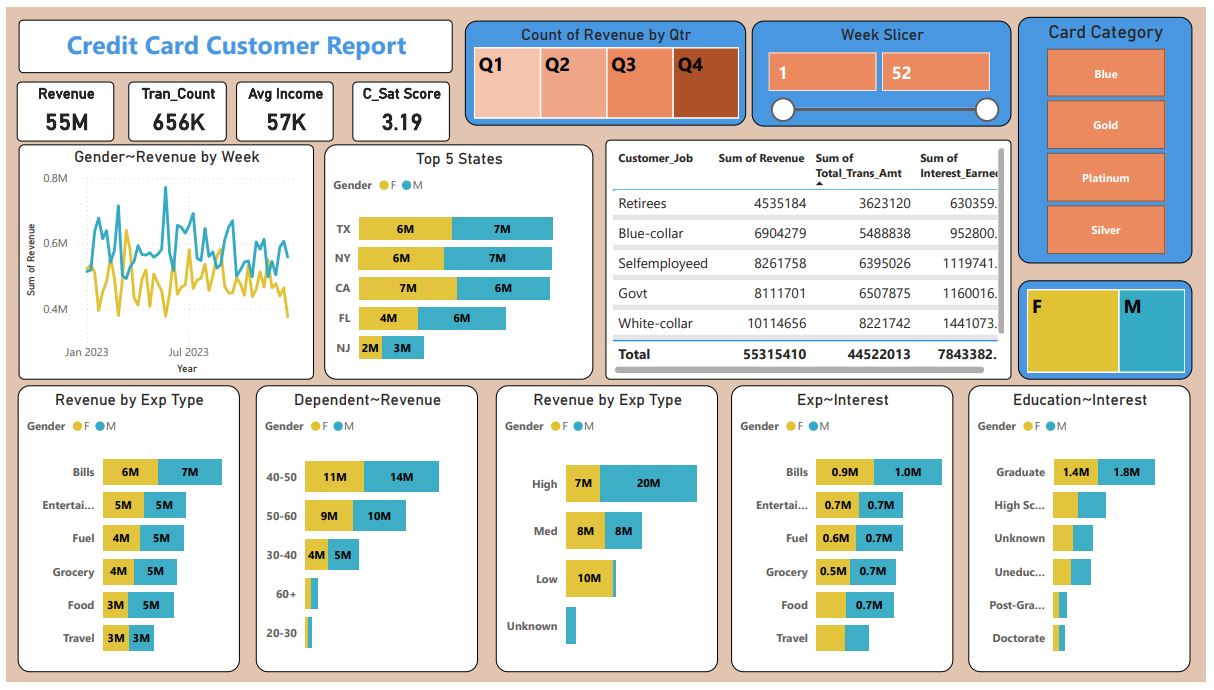 Credit Card Customer Report
Count of Revenue by Qtr
Q1 Q2 Q3 Q4
Week Slicer
1 52
Card Category
Blue
Gold
Platinum
Silver
Revenue
55M
Tran_Count
656K
Avg Income
57K
C_Sat Score
3.19
Gender~Revenue by Week
0.8M
0.6M
0.4M
Sum of Revenue
Jan 2023 Jul 2023
Year
Top 5 States
Gender F M
TX 6M 7M
NY 6M 7M
CA 7M 6M
FL 4M 6M
NJ 2M 3M
Customer_Job Sum of Revenue Sum of Total_Trans_Amt Sum of Interest_Earned
Retirees 4535184 3623120 630359.
Blue-collar 6904279 5488838 952800.
Selfemployeed 8261758 6395026 1119741.
Govt 8111701 6507875 1160016.
White-collar 10114656 8221742 1441073.
Total 55315410 44522013 7843382.
F M
Revenue by Exp Type
Gender F M
Bills 6M 7M
Entertai... 5M 5M
Fuel 4M 5M
Grocery 4M 5M
Food 3M 5M
Travel 3M 3M
Dependent~Revenue
Gender F M
40-50 11M 14M
50-60 9M 10M
30-40 4M 5M
60+
20-30
Revenue by Exp Type
Gender F M
High 7M 20M
Med 8M 8M
Low 10M
Unknown
Exp~Interest
Gender F M
Bills 0.9M 1.0M
Entertai... 0.7M 0.7M
Fuel 0.6M 0.7M
Grocery 0.5M 0.7M
Food 0.7M
Travel
Education~Interest
Gender F M
Graduate 1.4M 1.8M
High Sc...
Unknown
Uneduc...
Post-Gra...
Doctorate